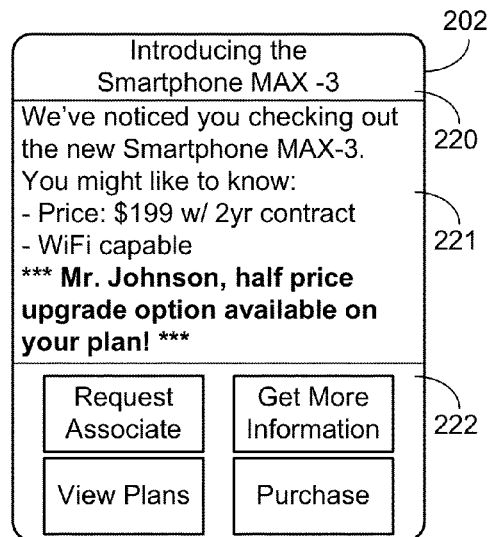 202
Introducing the
Smartphone MAX -3
220
We've noticed you checking out
the new Smartphone MAX-3.
You might like to know:
- Price: $199 w/ 2yr contract
221
- WiFi capable
*** Mr. Johnson, half price
upgrade option available on
your plan! ***
Request
Associate
Get More
Information
222
View Plans
Purchase